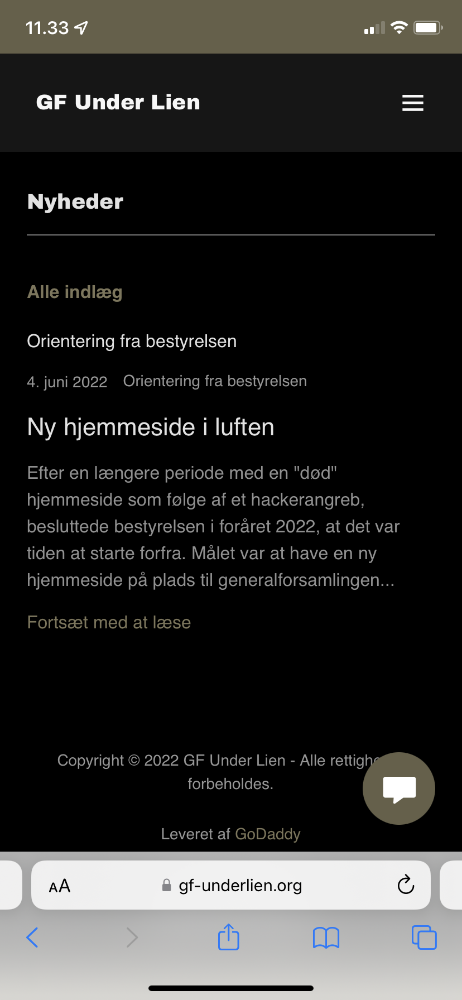 11.33
GF Under Lien
Nyheder
Alle indlæg
Orientering fra bestyrelsen
4. juni 2022 Orientering fra bestyrelsen
Ny hjemmeside i luften
Efter en længere periode med en "død"
hjemmeside som følge af et hackerangreb,
besluttede bestyrelsen i foråret 2022, at det var
tiden at starte forfra. Målet var at have en ny
hjemmeside på plads til generalforsamlingen...
Fortsæt med at læse
Copyright © 2022 GF Under Lien - Alle
forbeholdes.
Leveret af GoDaddy
AA gf-underlien.org